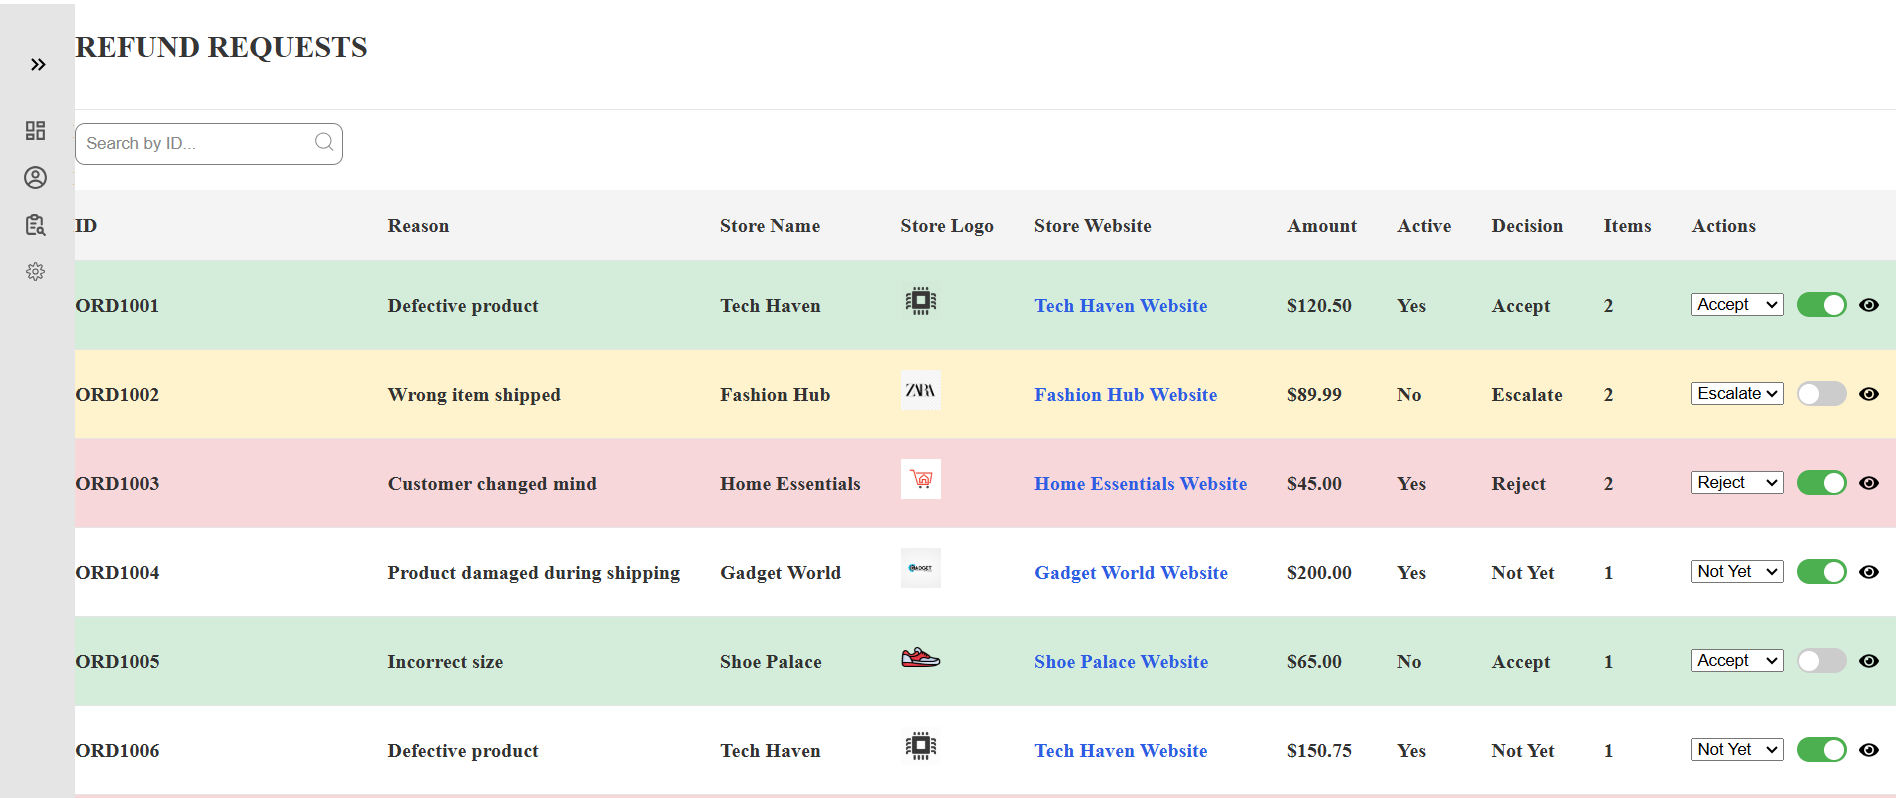 REFUND REQUESTS
Search by ID...
ID Reason Store Name Store Logo Store Website Amount Active Decision Items Actions
ORD1001 Defective product Tech Haven Tech Haven Website $120.50 Yes Accept 2 Accept
ORD1002 Wrong item shipped Fashion Hub ZARA Fashion Hub Website $89.99 No Escalate 2 Escalate
ORD1003 Customer changed mind Home Essentials Home Essentials Website $45.00 Yes Reject 2 Reject
ORD1004 Product damaged during shipping Gadget World GADGET Gadget World Website $200.00 Yes Not Yet 1 Not Yet
ORD1005 Incorrect size Shoe Palace Shoe Palace Website $65.00 No Accept 1 Accept
ORD1006 Defective product Tech Haven Tech Haven Website $150.75 Yes Not Yet 1 Not Yet